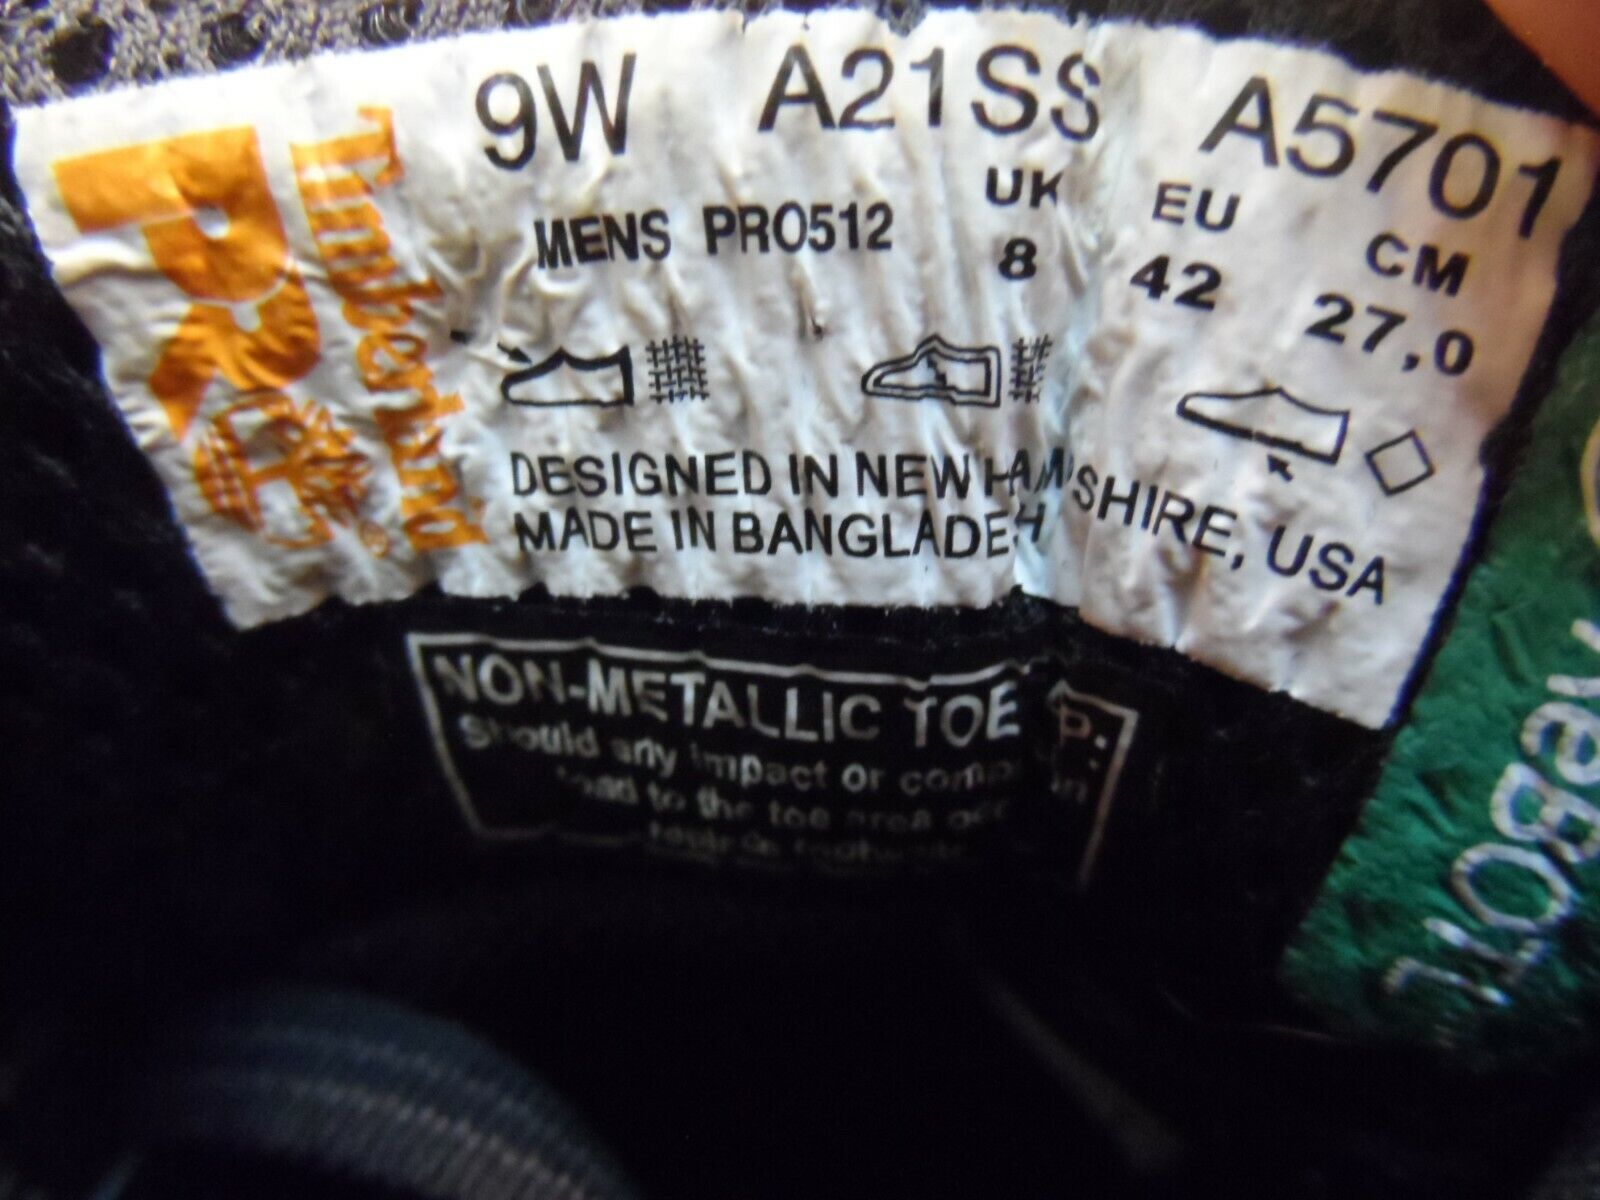 PRO
Timberland
®
9W A21SS A5701
MENS PRO512
UK EU CM
8 42 27,0
DESIGNED IN NEW HAMPSHIRE, USA
MADE IN BANGLADESH
NON-METALLIC TOE
Should any impact or
to the toe area